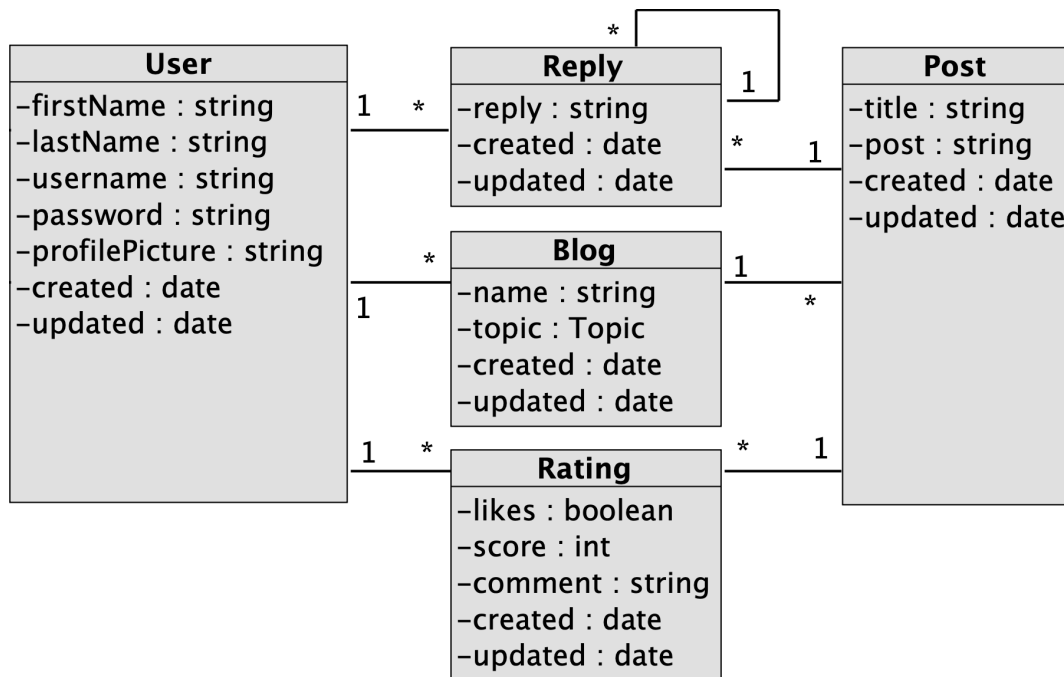 User
-firstName : string
-lastName : string
-username : string
-password : string
-profilePicture : string
-created : date
-updated : date
1
*
1
*
1
*
Reply
-reply : string
-created : date
-updated : date
*
1
*
1
Blog
-name : string
-topic : Topic
-created : date
-updated : date
1
*
Rating
-likes : boolean
-score : int
-comment : string
-created : date
-updated : date
*
1
Post
-title : string
-post : string
-created : date
-updated : date